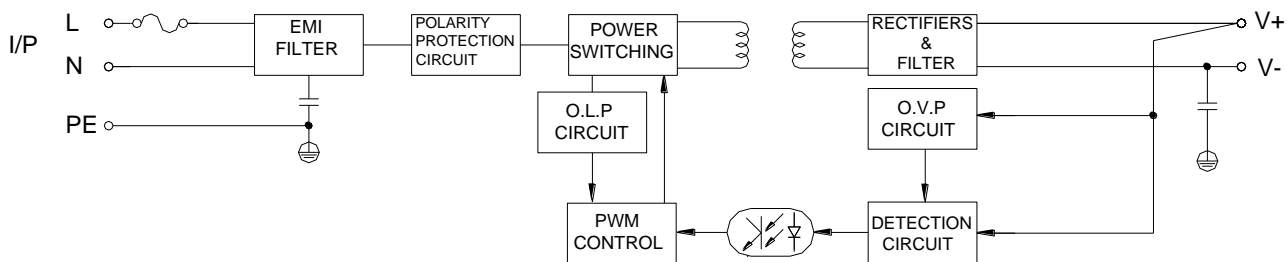 I/P
L
N
PE
EMI
FILTER
POLARITY
PROTECTION
CIRCUIT
POWER
SWITCHING
RECTIFIERS
&
FILTER
V+
V-
O.L.P
CIRCUIT
O.V.P
CIRCUIT
PWM
CONTROL
DETECTION
CIRCUIT